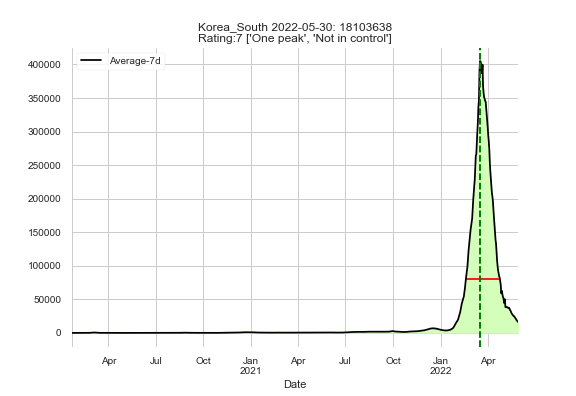 Korea_South 2022-05-30: 18103638
Rating:7 ['One peak', 'Not in control']
Average-7d
400000
350000
300000
250000
200000
150000
100000
50000
0
Apr Jul Oct Jan Apr Jul Oct Jan Apr
2021 2022
Date